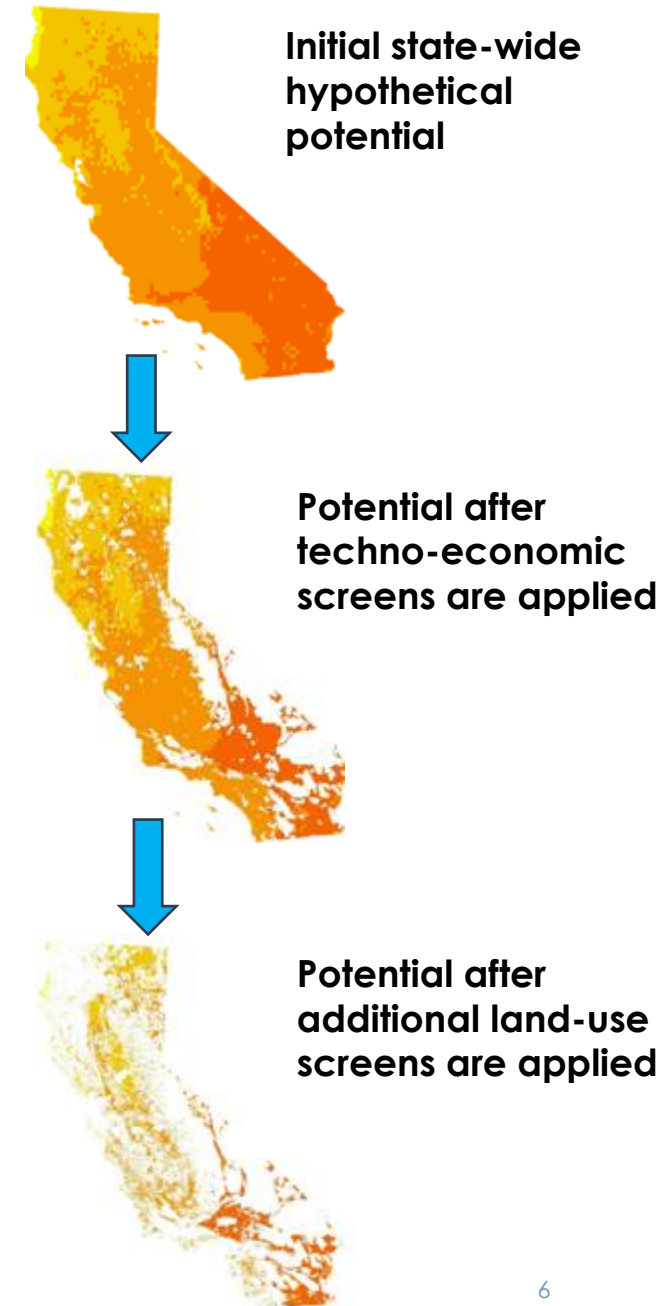 Initial state-wide
hypothetical
potential
Potential after
techno-economic
screens are applied
Potential after
additional land-use
screens are applied
6